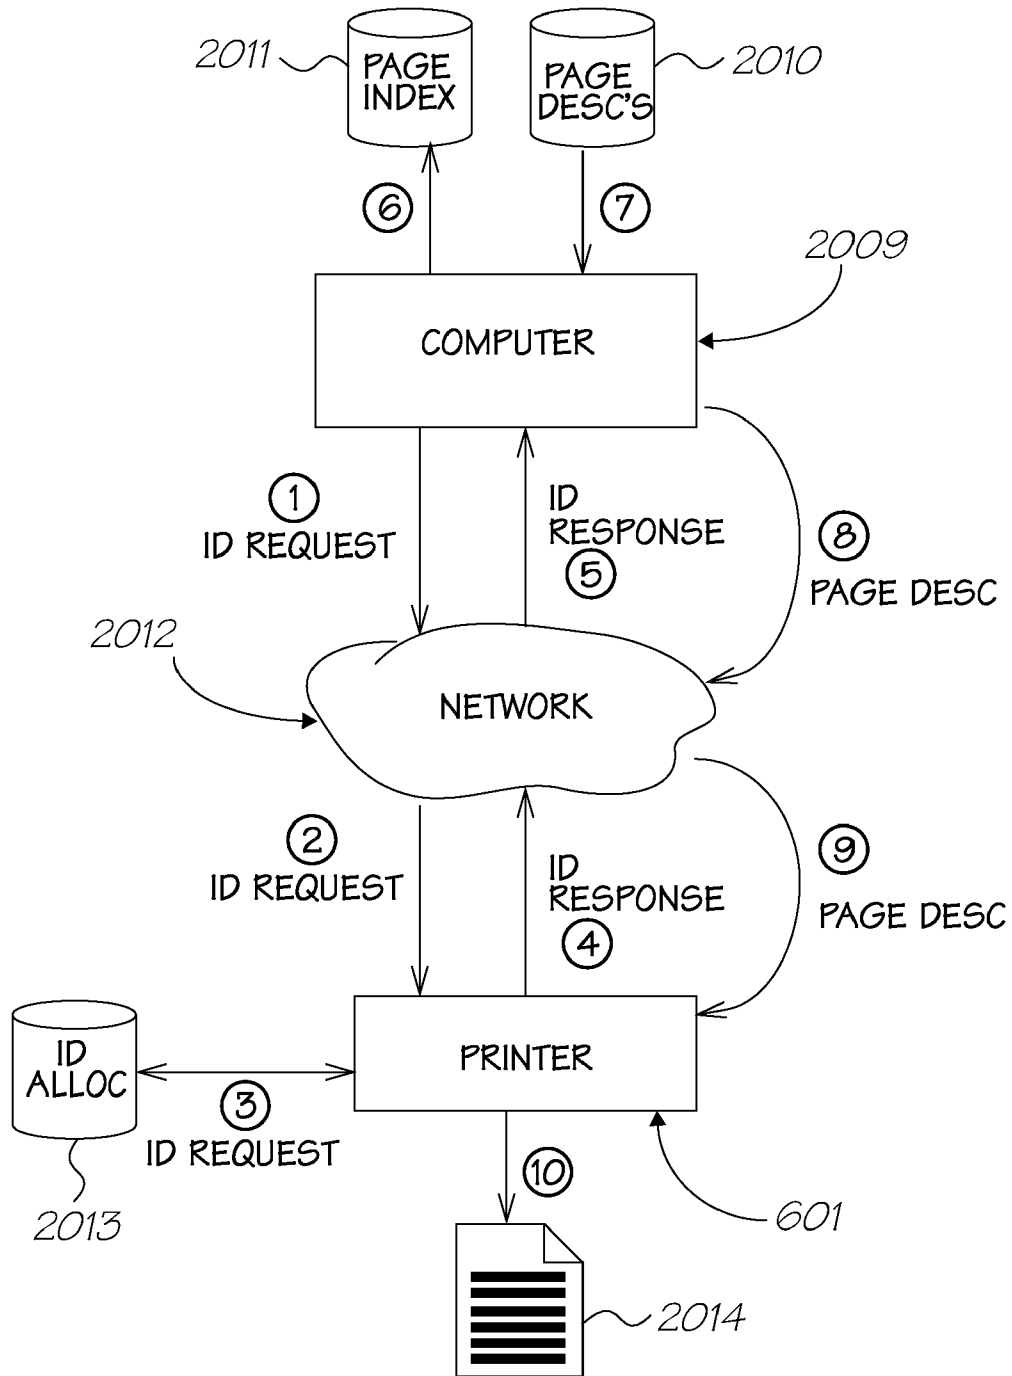 2011
PAGE
INDEX
PAGE
DESC'S
2010
6
7
2009
COMPUTER
1
ID REQUEST
ID
RESPONSE
5
8
PAGE DESC
2012
NETWORK
2
ID REQUEST
ID
RESPONSE
4
9
PAGE DESC
ID
ALLOC
3
ID REQUEST
PRINTER
2013
10
601
2014